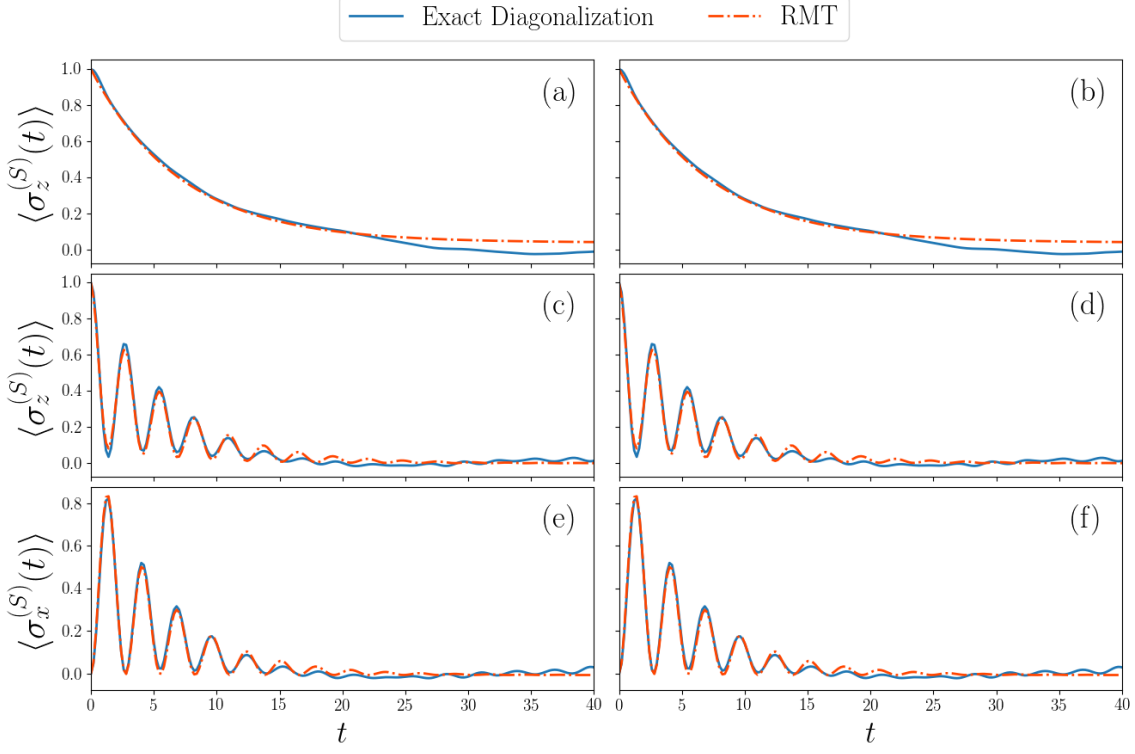 Exact Diagonalization RMT
⟨σ_z^(S)(t)⟩
1.0
0.8
0.6
0.4
0.2
0.0
(a)
(b)
⟨σ_z^(S)(t)⟩
1.0
0.8
0.6
0.4
0.2
0.0
(c)
(d)
⟨σ_x^(S)(t)⟩
0.8
0.6
0.4
0.2
0.0
(e)
(f)
0 5 10 15 20 25 30 35 40
0 5 10 15 20 25 30 35 40
t
t